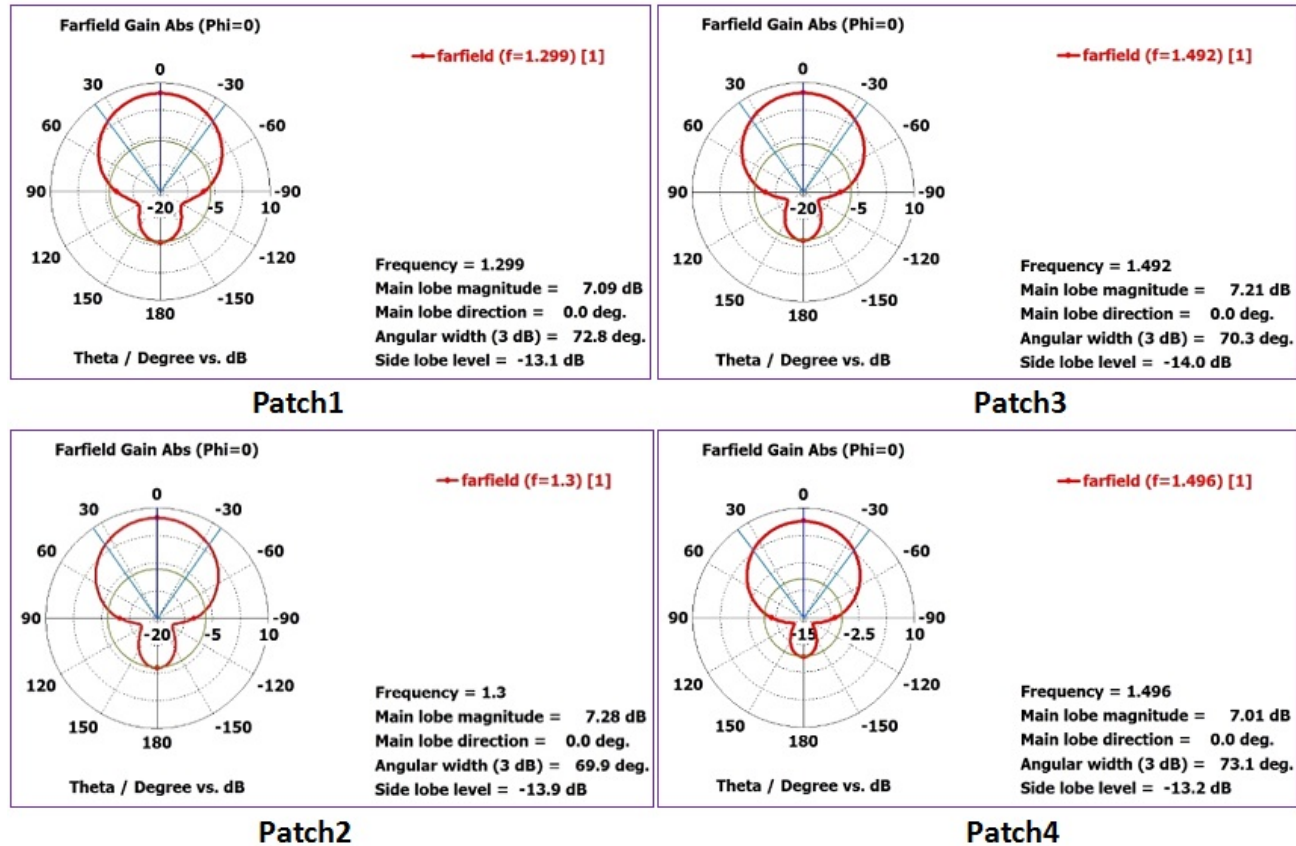 Farfield Gain Abs (Phi=0)
farfield (f=1.299) [1]
0
30 -30
60 -60
90 -20 -5 -90
10
120 -120
150 -150
180
Frequency = 1.299
Main lobe magnitude = 7.09 dB
Main lobe direction = 0.0 deg.
Angular width (3 dB) = 72.8 deg.
Side lobe level = -13.1 dB
Theta / Degree vs. dB
Patch1
Farfield Gain Abs (Phi=0)
farfield (f=1.492) [1]
0
30 -30
60 -60
90 -20 -5 -90
10
120 -120
150 -150
180
Frequency = 1.492
Main lobe magnitude = 7.21 dB
Main lobe direction = 0.0 deg.
Angular width (3 dB) = 70.3 deg.
Side lobe level = -14.0 dB
Theta / Degree vs. dB
Patch3
Farfield Gain Abs (Phi=0)
farfield (f=1.3) [1]
0
30 -30
60 -60
90 -20 -5 -90
10
120 -120
150 -150
180
Frequency = 1.3
Main lobe magnitude = 7.28 dB
Main lobe direction = 0.0 deg.
Angular width (3 dB) = 69.9 deg.
Side lobe level = -13.9 dB
Theta / Degree vs. dB
Patch2
Farfield Gain Abs (Phi=0)
farfield (f=1.496) [1]
0
30 -30
60 -60
90 -15 -2.5 -90
10
120 -120
150 -150
180
Frequency = 1.496
Main lobe magnitude = 7.01 dB
Main lobe direction = 0.0 deg.
Angular width (3 dB) = 73.1 deg.
Side lobe level = -13.2 dB
Theta / Degree vs. dB
Patch4